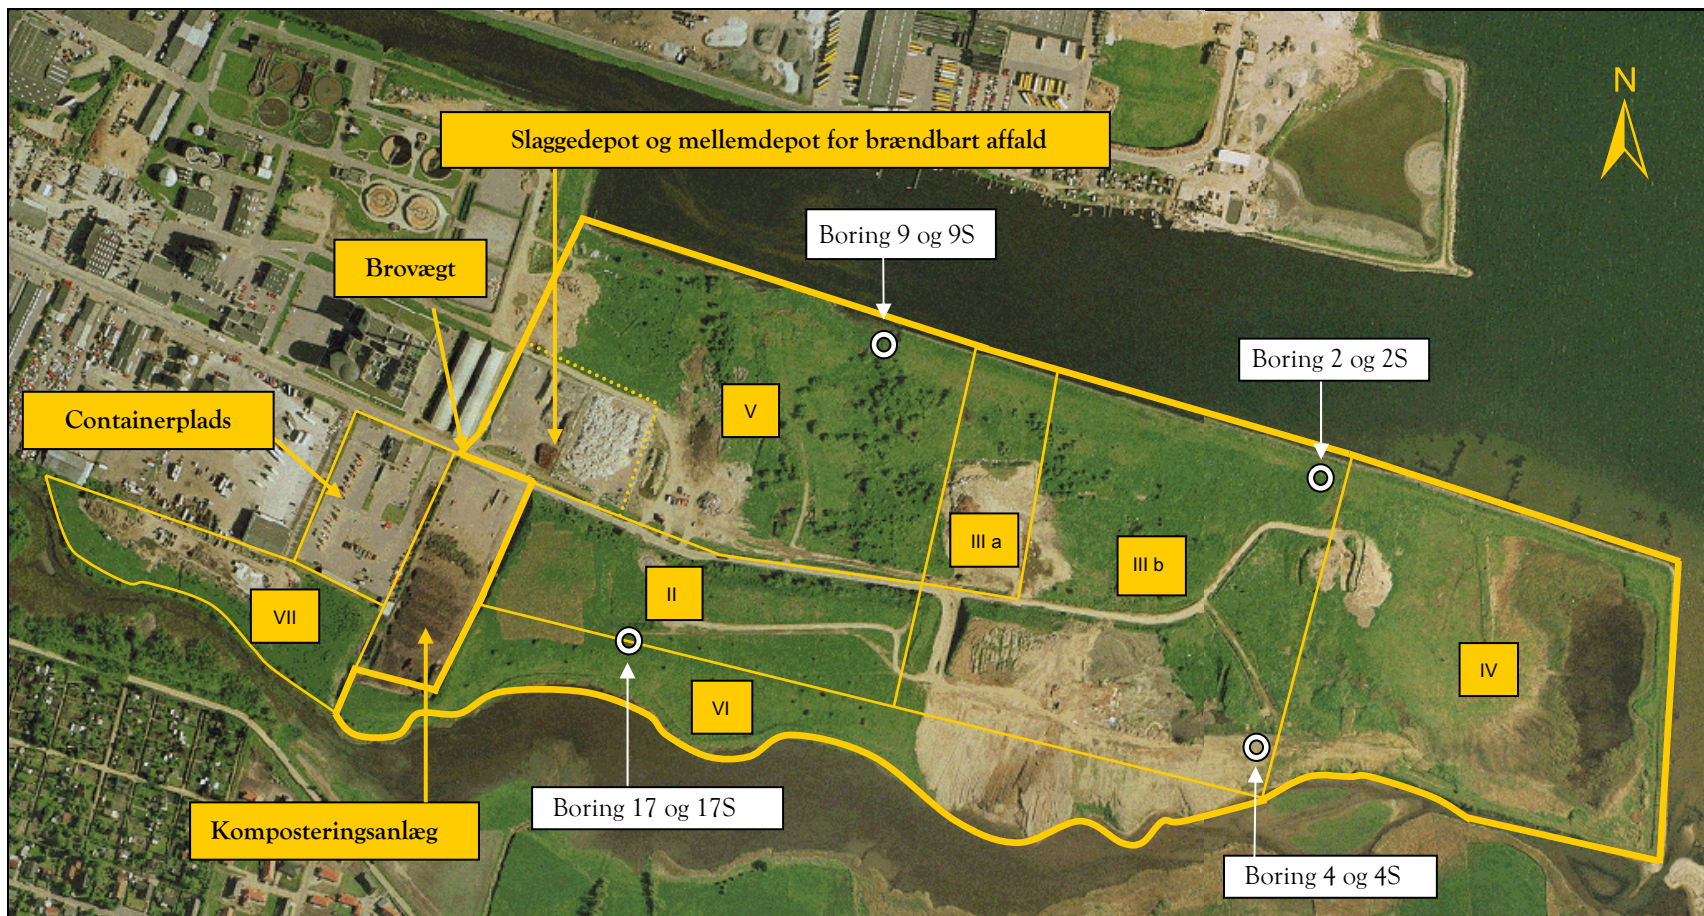 N
Slaggedepot og mellemdepot for brændbart affald
Boring 9 og 9S
Brovægt
Boring 2 og 2S
Containerplads
V
III a
III b
II
VII
IV
VI
Boring 17 og 17S
Komposteringsanlæg
Boring 4 og 4S